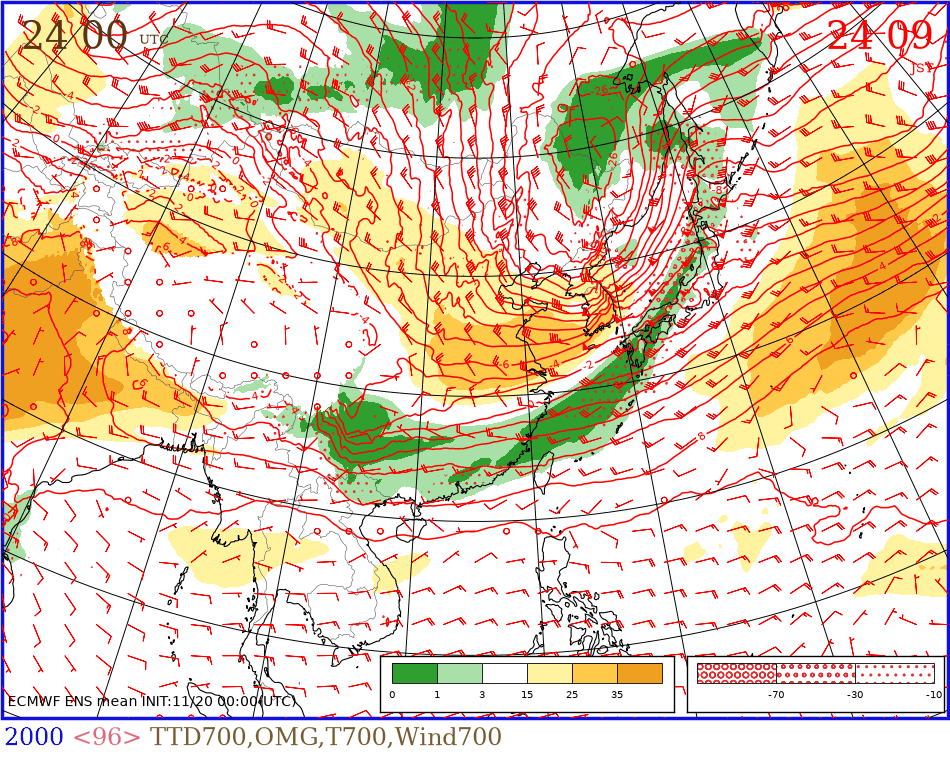 24 00 UTC
24 09
JST
0 1 3 15 25 35
-70 -30 -10
ECMWF ENS mean INIT:11/20 00:00(UTC)
2000 <96> TTD700,OMG,T700,Wind700